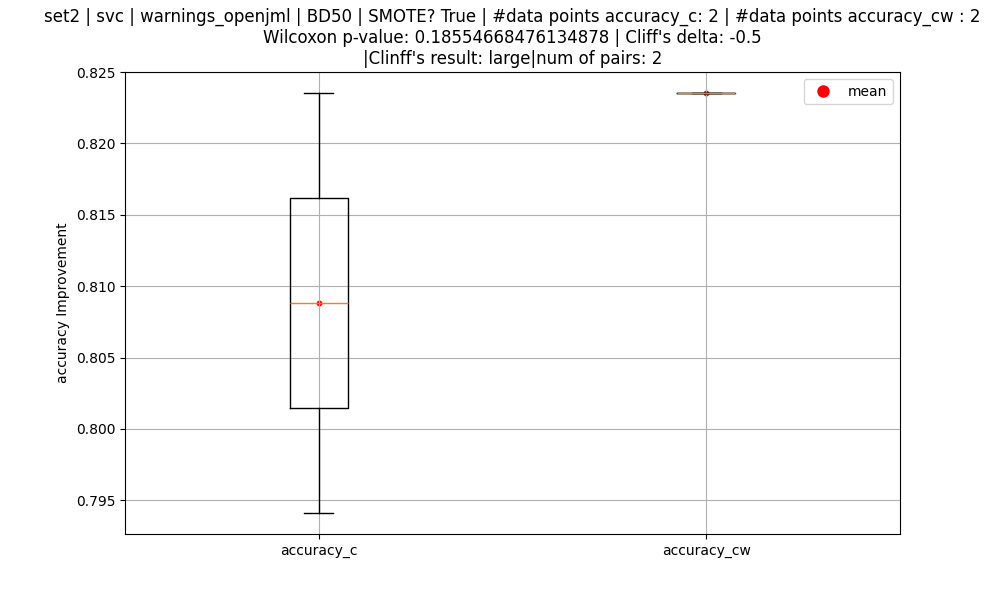 set2 | svc | warnings_openjml | BD50 | SMOTE? True | #data points accuracy_c: 2 | #data points accuracy_cw : 2
Wilcoxon p-value: 0.18554668476134878 | Cliff's delta: -0.5
|Clinff's result: large|num of pairs: 2
mean
accuracy Improvement
0.825
0.820
0.815
0.810
0.805
0.800
0.795
accuracy_c
accuracy_cw